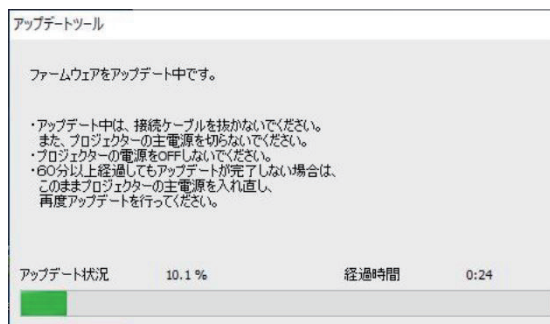 アップデートツール
ファームウェアをアップデート中です。
・アップデート中は、接続ケーブルを抜かないでください。
また、プロジェクターの主電源を切らないでください。
・プロジェクターの電源をOFFしないでください。
・60分以上経過してもアップデートが完了しない場合は、
このままプロジェクターの主電源を入れ直し、
再度アップデートを行ってください。
アップデート状況 10.1 % 経過時間 0:24